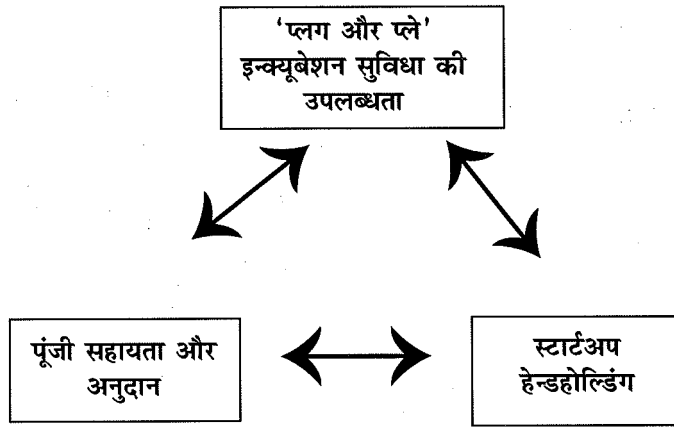 'प्लग और प्ले'
इन्क्यूबेशन सुविधा की
उपलब्धता
पूंजी सहायता और
अनुदान
स्टार्टअप
हेन्डहोल्डिंग